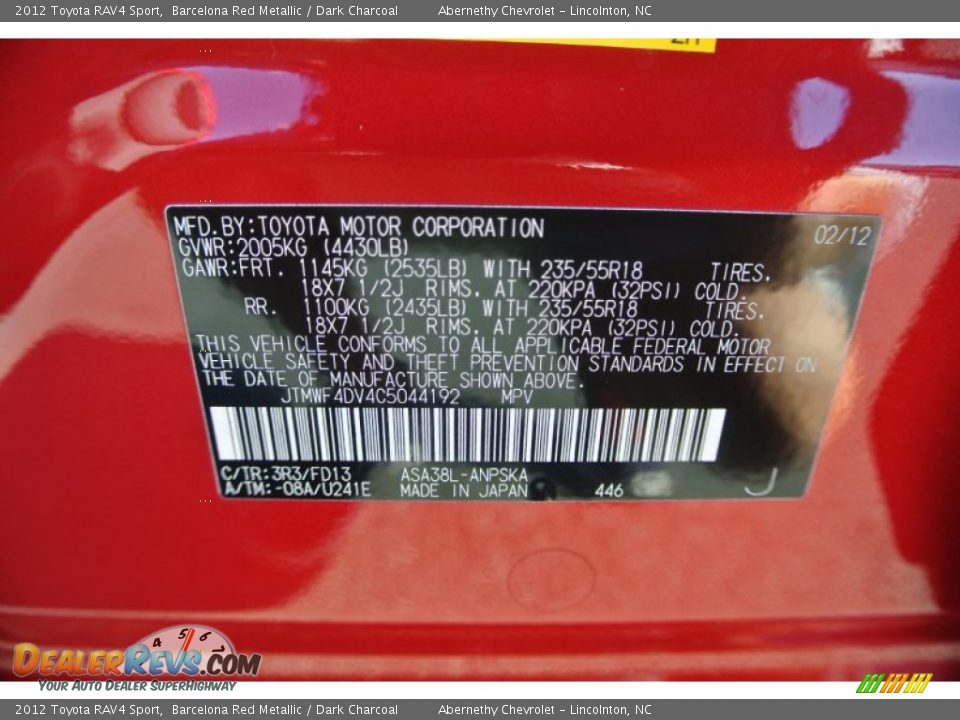 2012 Toyota RAV4 Sport, Barcelona Red Metallic / Dark Charcoal Abernethy Chevrolet – Lincolnton, NC
MFD.BY:TOYOTA MOTOR CORPORATION 02/12
GVWR:2005KG (4430LB)
GAWR:FRT. 1145KG (2535LB) WITH 235/55R18 TIRES.
18X7 1/2J RIMS. AT 220KPA (32PSI) COLD.
RR. 1100KG (2435LB) WITH 235/55R18 TIRES.
18X7 1/2J RIMS. AT 220KPA (32PSI) COLD.
THIS VEHICLE CONFORMS TO ALL APPLICABLE FEDERAL MOTOR
VEHICLE SAFETY AND THEFT PREVENTION STANDARDS IN EFFECT ON
THE DATE OF MANUFACTURE SHOWN ABOVE.
JTMWF4DV4C5044192 MPV
C/TR:3R3/FD13 ASA38L-ANPSKA
A/TM:-08A/U241E MADE IN JAPAN 446 J
4 5 6 7
DEALERREVS.COM
YOUR AUTO DEALER SUPERHIGHWAY
2012 Toyota RAV4 Sport, Barcelona Red Metallic / Dark Charcoal Abernethy Chevrolet – Lincolnton, NC